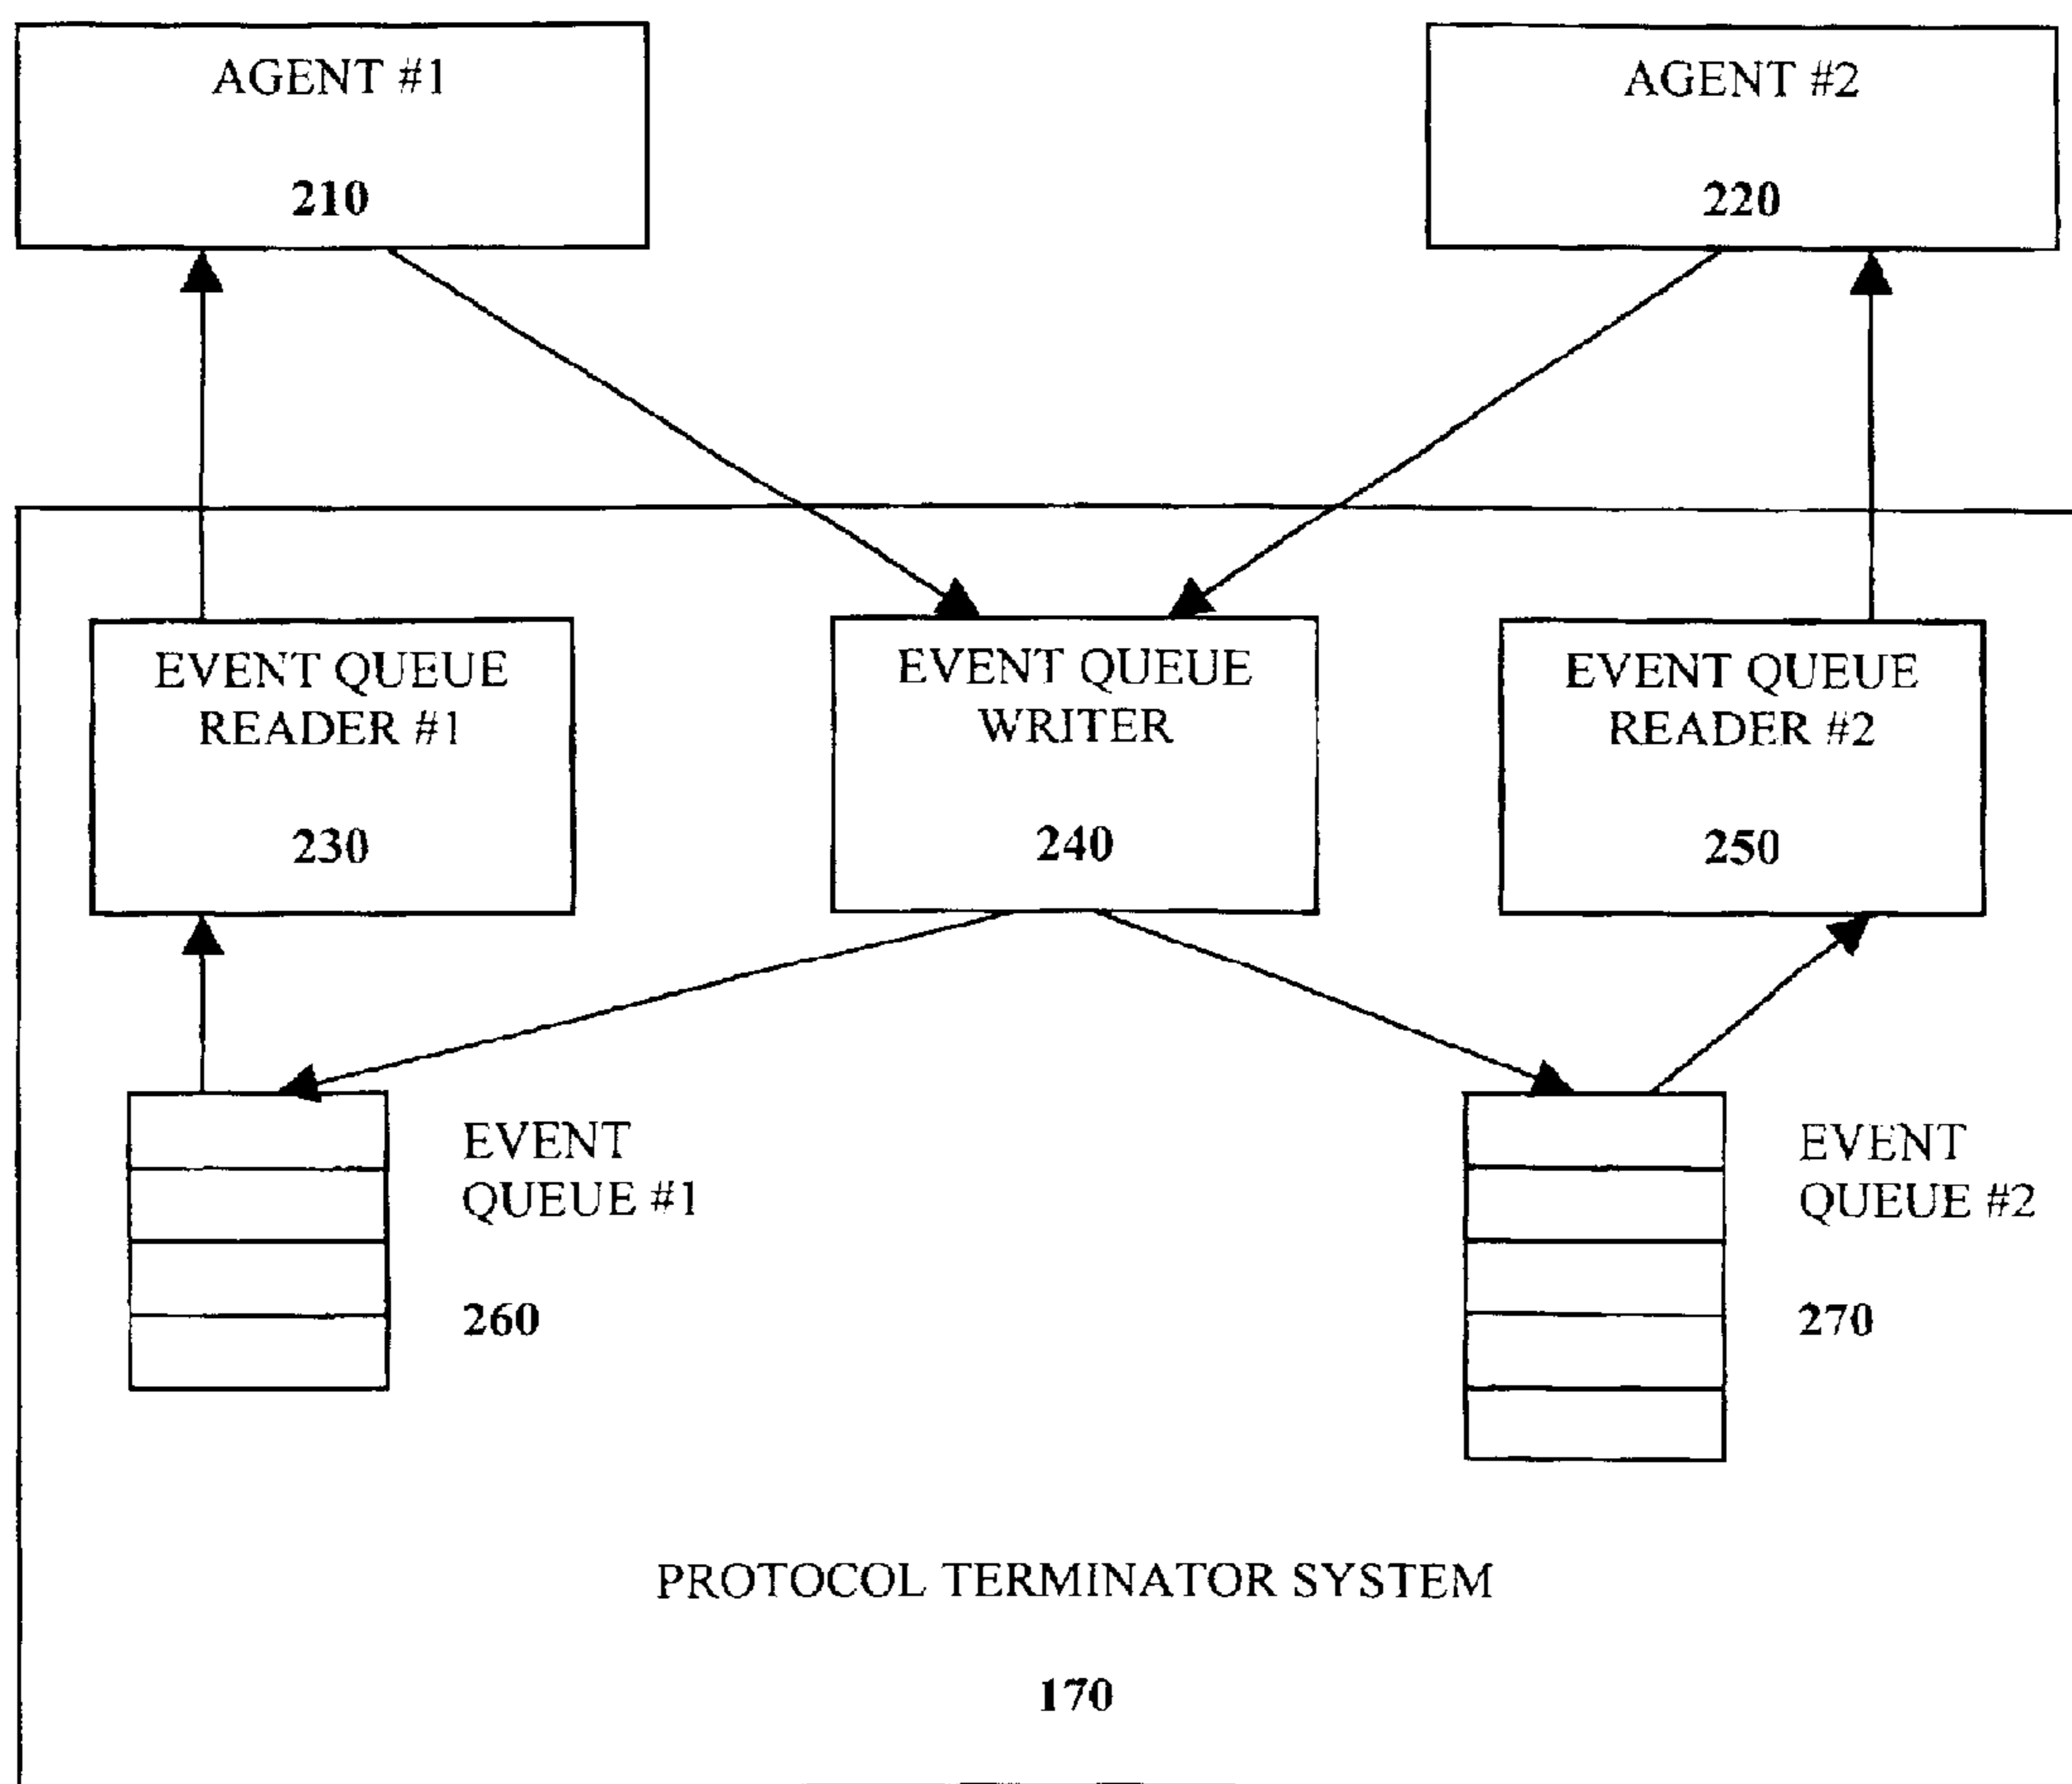 AGENT #1
210
AGENT #2
220
EVENT QUEUE
READER #1
230
EVENT QUEUE
WRITER
240
EVENT QUEUE
READER #2
250
EVENT
QUEUE #1
260
EVENT
QUEUE #2
270
PROTOCOL TERMINATOR SYSTEM
170